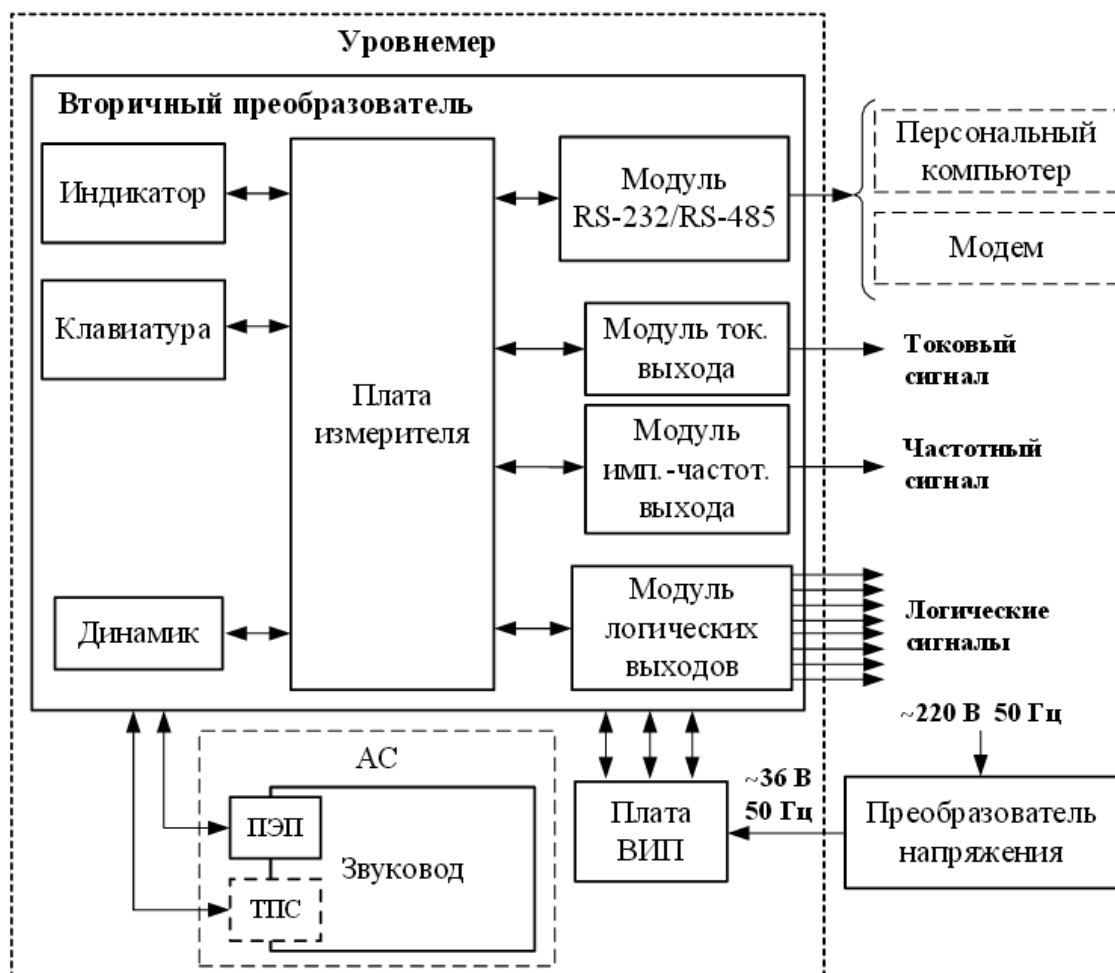 Уровнемер
Вторичный преобразователь
Индикатор
Клавиатура
Динамик
Плата
измерителя
Модуль
RS-232/RS-485
Модуль ток.
выхода
Модуль
имп.-частот.
выхода
Модуль
логических
выходов
Персональный
компьютер
Модем
Токовый
сигнал
Частотный
сигнал
Логические
сигналы
~220 В 50 Гц
АС
ПЭП
Звуковод
ТПС
Плата
ВИП
~36 В
50 Гц
Преобразователь
напряжения